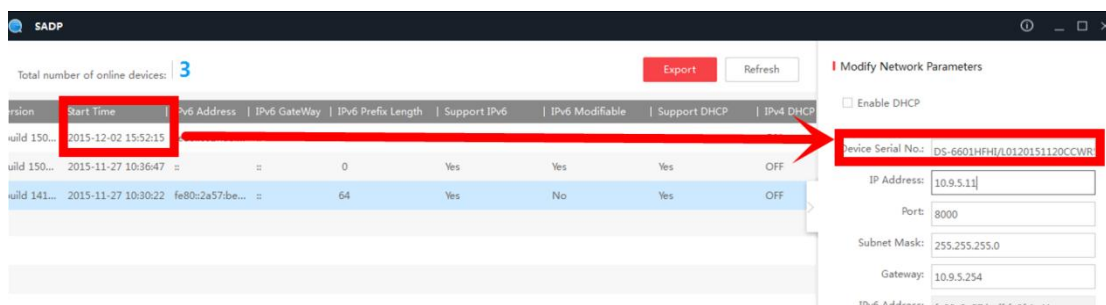 SADP
Total number of online devices: 3
Export
Refresh
ersion | Start Time | Pv6 Address | IPv6 GateWay | IPv6 Prefix Length | Support IPv6 | IPv6 Modifiable | Support DHCP | IPv4 DHCP
uild 150... 2015-12-02 15:52:15
uild 150... 2015-11-27 10:36:47 :: :: 0 Yes Yes Yes OFF
uild 141... 2015-11-27 10:30:22 fe80::2a57:be... :: 64 Yes No Yes OFF
Modify Network Parameters
Enable DHCP
Device Serial No.: DS-6601HFHI/L0120151120CCWR
IP Address: 10.9.5.11
Port: 8000
Subnet Mask: 255.255.255.0
Gateway: 10.9.5.254
IPv6 Address: